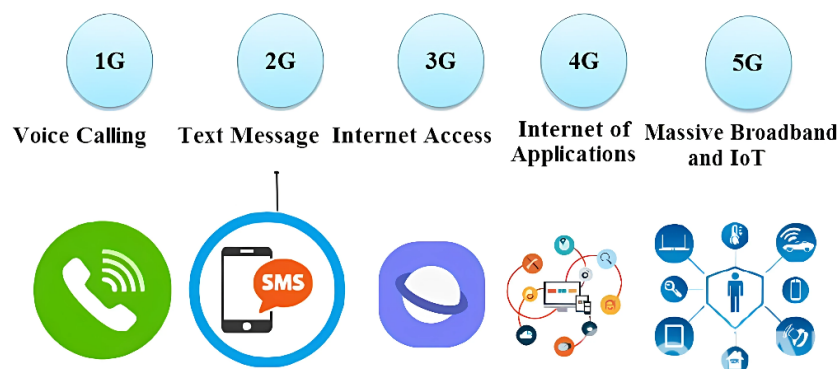 1G
2G
3G
4G
5G
Voice Calling
Text Message
Internet Access
Internet of
Applications
Massive Broadband
and IoT
SMS